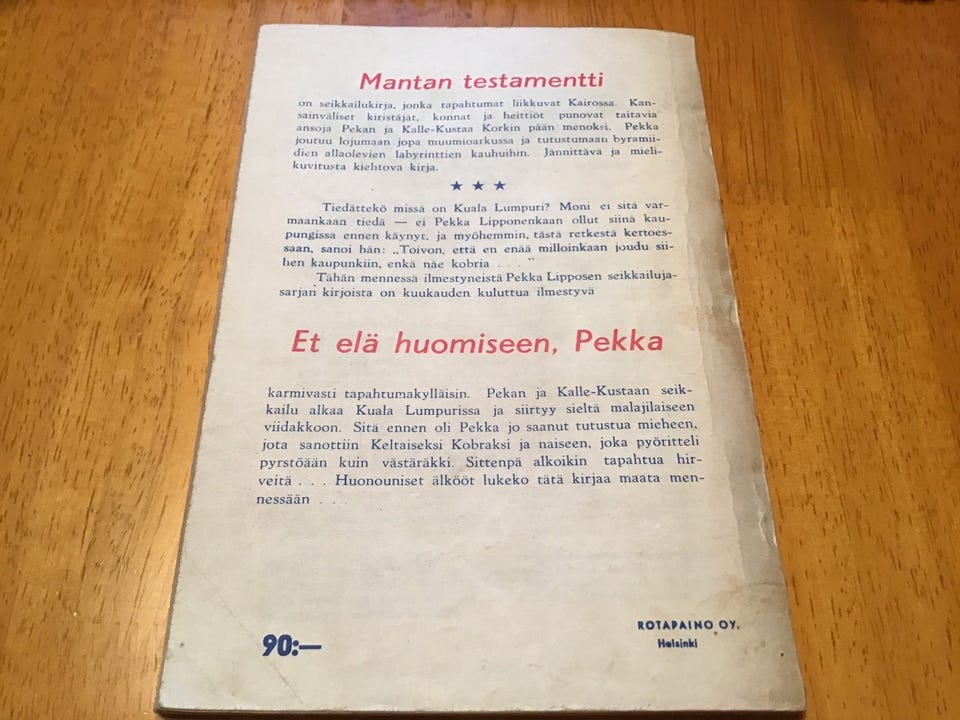 Mantan testamentti
on seikkailukirja, jonka tapahtumat liikkuvat Kairossa. Kan-
sainväliset kiristäjät, konnat ja heittiöt punovat taitavia
ansoja Pekan ja Kalle-Kustaa Korkin pään menoksi. Pekka
joutuu lojumaan jopa muumioarkussa ja tutustumaan byramii-
dien allaolevien labyrinttien kauhuihin. Jännittävä ja mieli-
kuvitusta kiehtova kirja.
★ ★ ★
Tiedättekö missä on Kuala Lumpuri? Moni ei sitä var-
maankaan tiedä — ei Pekka Lipponenkaan ollut siinä kau-
pungissa ennen käynyt, ja myöhemmin, tästä retkestä kertoes-
saan, sanoi hän: „Toivon, että en enää milloinkaan joudu sii-
hen kaupunkiin, enkä näe kobria . . . "
Tähän mennessä ilmestyneistä Pekka Lipposen seikkailuja-
sarjan kirjoista on kuukauden kuluttua ilmestyvä
Et elä huomiseen, Pekka
karmivasti tapahtumakylläisin. Pekan ja Kalle-Kustaan seik-
kailu alkaa Kuala Lumpurissa ja siirtyy sieltä malajilaiseen
viidakkoon. Sitä ennen oli Pekka jo saanut tutustua mieheen,
jota sanottiin Keltaiseksi Kobraksi ja naiseen, joka pyöritteli
pyrstöään kuin västäräkki. Sittenpä alkoikin tapahtua hir-
veitä . . . Huonouniset älkööt lukeko tätä kirjaa maata men-
nessään . . .
90:—
ROTAPAINO OY.
Helsinki